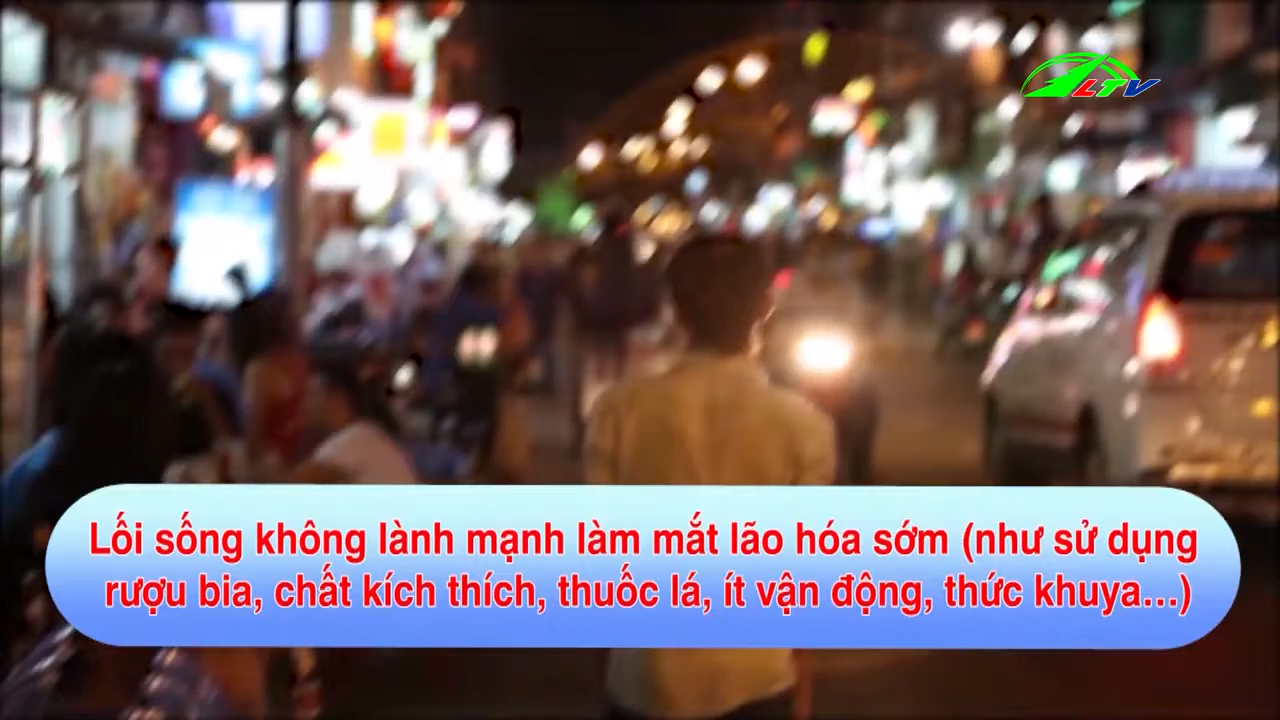 LTV
Lối sống không lành mạnh làm mắt lão hóa sớm (như sử dụng
rượu bia, chất kích thích, thuốc lá, ít vận động, thức khuya...)